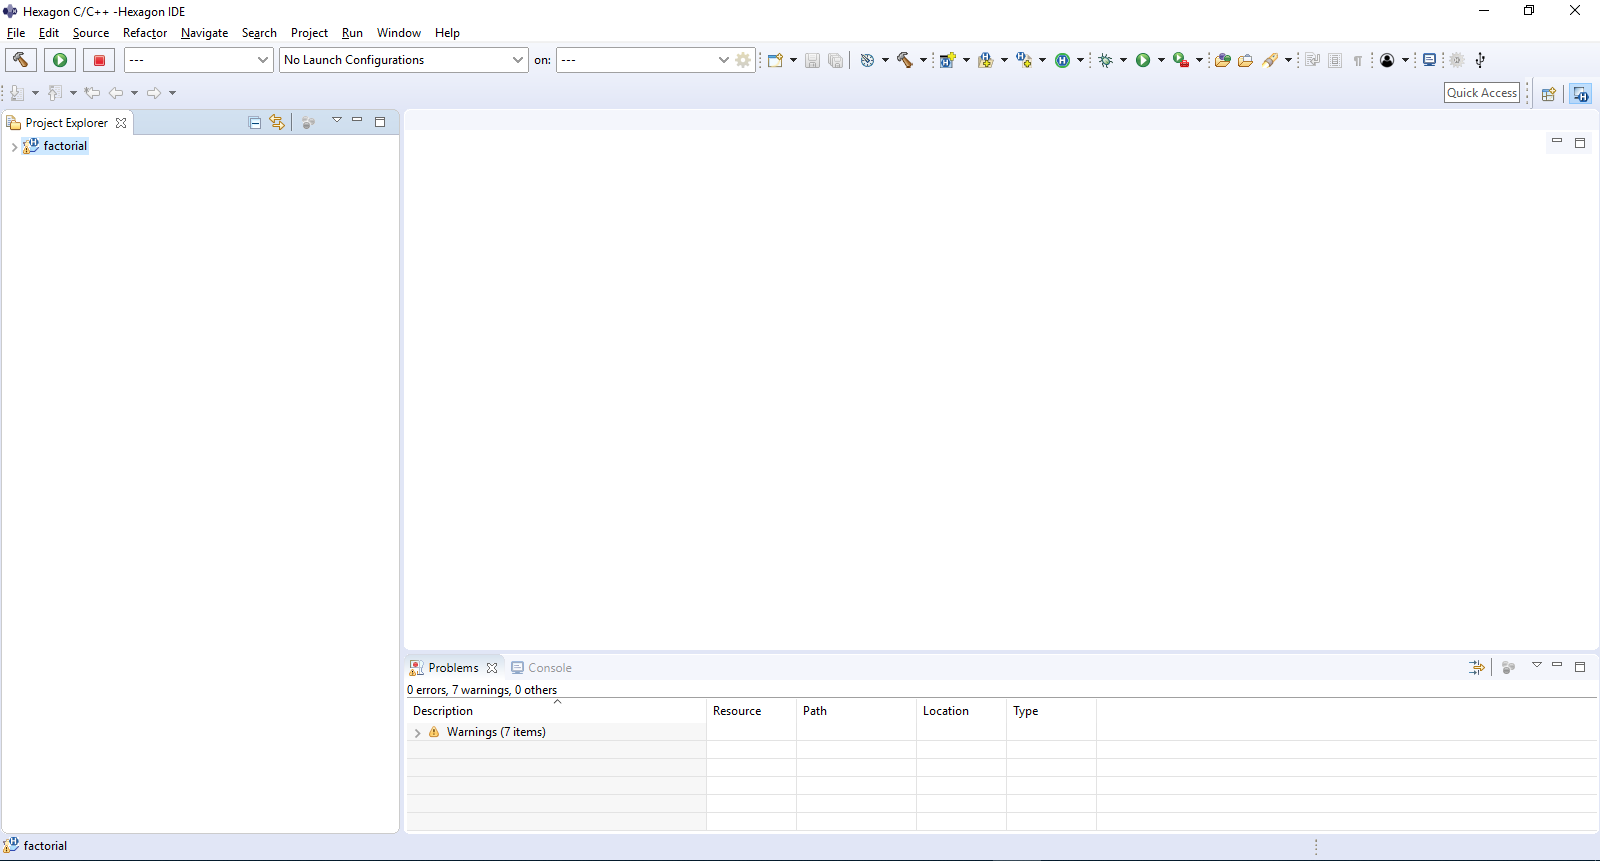 Hexagon C/C++ -Hexagon IDE
File Edit Source Refactor Navigate Search Project Run Window Help
--- No Launch Configurations on: ---
Quick Access
Project Explorer
factorial
Problems Console
0 errors, 7 warnings, 0 others
Description Resource Path Location Type
Warnings (7 items)
factorial